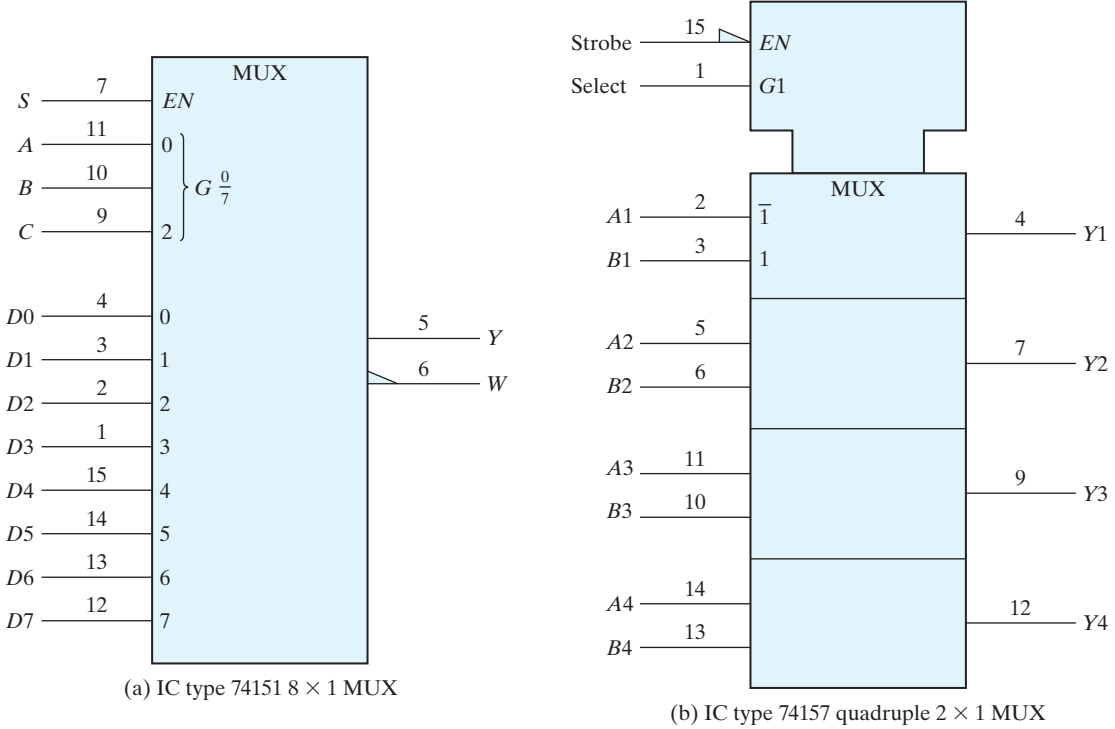 MUX
S 7 EN
A 11 0
B 10
C 9 2
G 0/7
D0 4 0
D1 3 1
D2 2 2
D3 1 3
D4 15 4
D5 14 5
D6 13 6
D7 12 7
5 Y
6 W
(a) IC type 74151 8 × 1 MUX
Strobe 15 EN
Select 1 G1
MUX
A1 2 1̅
B1 3 1
4 Y1
A2 5
B2 6
7 Y2
A3 11
B3 10
9 Y3
A4 14
B4 13
12 Y4
(b) IC type 74157 quadruple 2 × 1 MUX